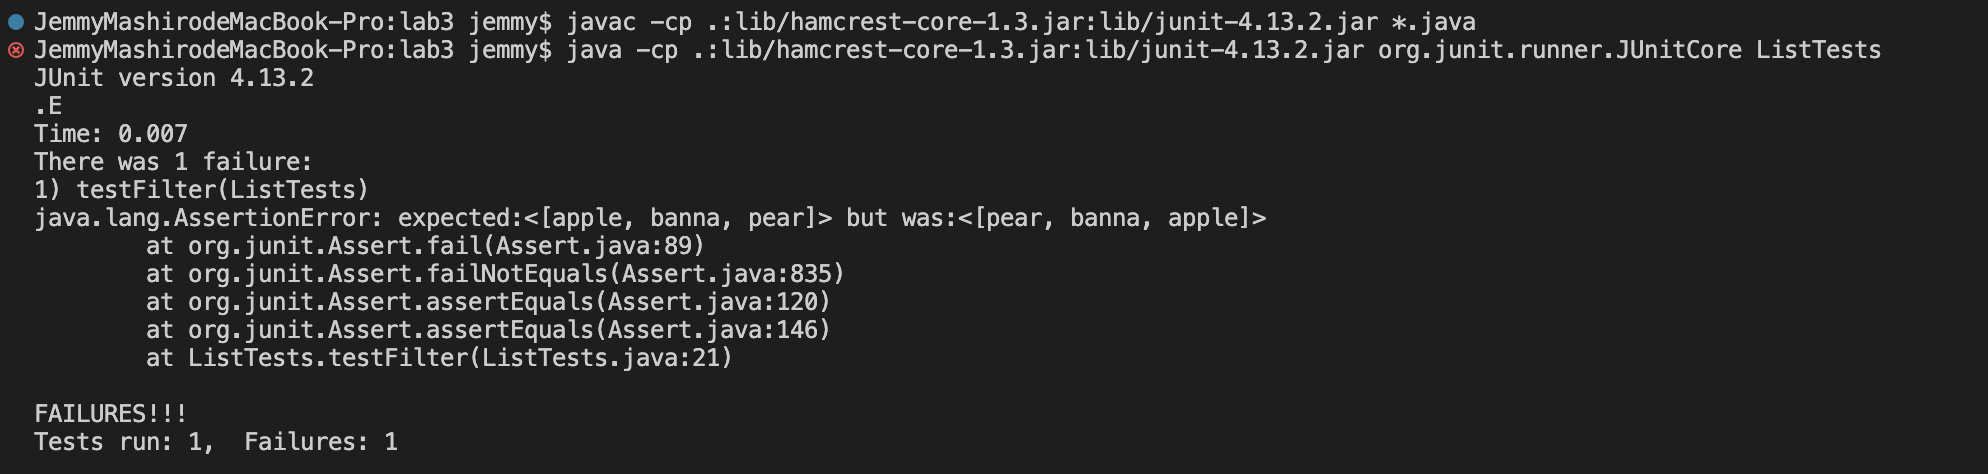 JemmyMashirodeMacBook-Pro:lab3 jemmy$ javac -cp .:lib/hamcrest-core-1.3.jar:lib/junit-4.13.2.jar *.java
JemmyMashirodeMacBook-Pro:lab3 jemmy$ java -cp .:lib/hamcrest-core-1.3.jar:lib/junit-4.13.2.jar org.junit.runner.JUnitCore ListTests
JUnit version 4.13.2
.E
Time: 0.007
There was 1 failure:
1) testFilter(ListTests)
java.lang.AssertionError: expected:<[apple, banna, pear]> but was:<[pear, banna, apple]>
        at org.junit.Assert.fail(Assert.java:89)
        at org.junit.Assert.failNotEquals(Assert.java:835)
        at org.junit.Assert.assertEquals(Assert.java:120)
        at org.junit.Assert.assertEquals(Assert.java:146)
        at ListTests.testFilter(ListTests.java:21)

FAILURES!!!
Tests run: 1,  Failures: 1